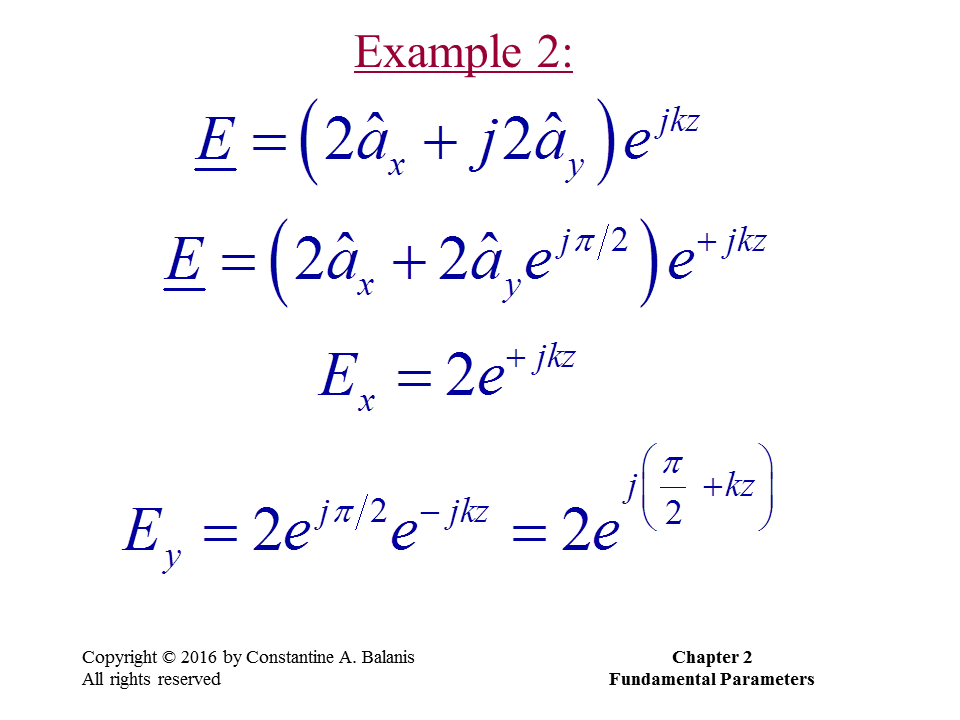 Example 2:
E = (2â_x + j2â_y) e^{jkz}
E = (2â_x + 2â_y e^{jπ/2}) e^{+jkz}
E_x = 2e^{+jkz}
E_y = 2e^{jπ/2} e^{−jkz} = 2e^{j(π/2 +kz)}
Copyright © 2016 by Constantine A. Balanis
All rights reserved
Chapter 2
Fundamental Parameters